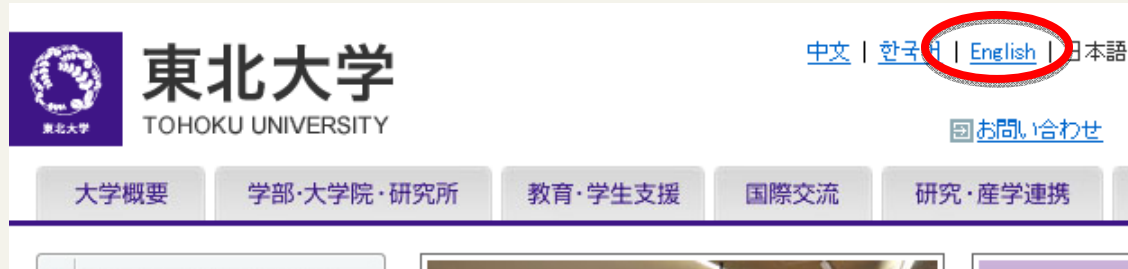 中文 | 한국어 | English | 日本語
東北大学
TOHOKU UNIVERSITY
東北大学
お問い合わせ
大学概要 学部・大学院・研究所 教育・学生支援 国際交流 研究・産学連携